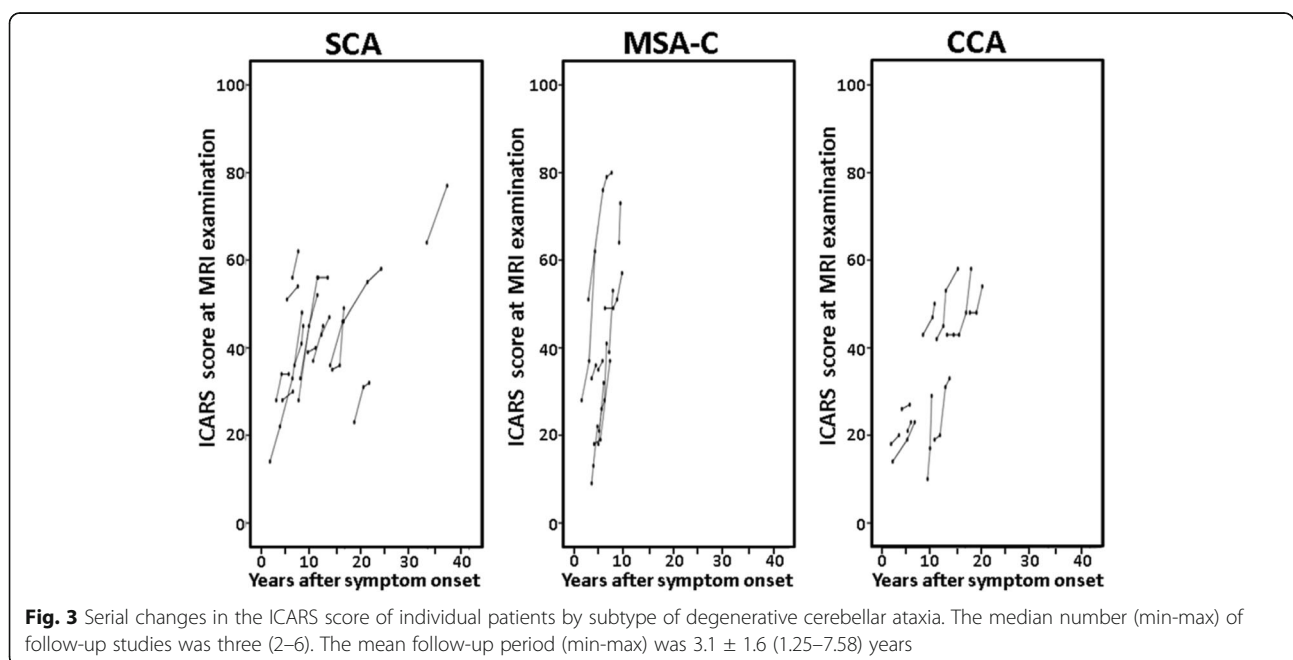 SCA
MSA-C
CCA
ICARS score at MRI examination
100
80
60
40
20
0
0 10 20 30 40
Years after symptom onset
ICARS score at MRI examination
100
80
60
40
20
0
0 10 20 30 40
Years after symptom onset
ICARS score at MRI examination
100
80
60
40
20
0
0 10 20 30 40
Years after symptom onset
Fig. 3 Serial changes in the ICARS score of individual patients by subtype of degenerative cerebellar ataxia. The median number (min-max) of
follow-up studies was three (2–6). The mean follow-up period (min-max) was 3.1 ± 1.6 (1.25–7.58) years